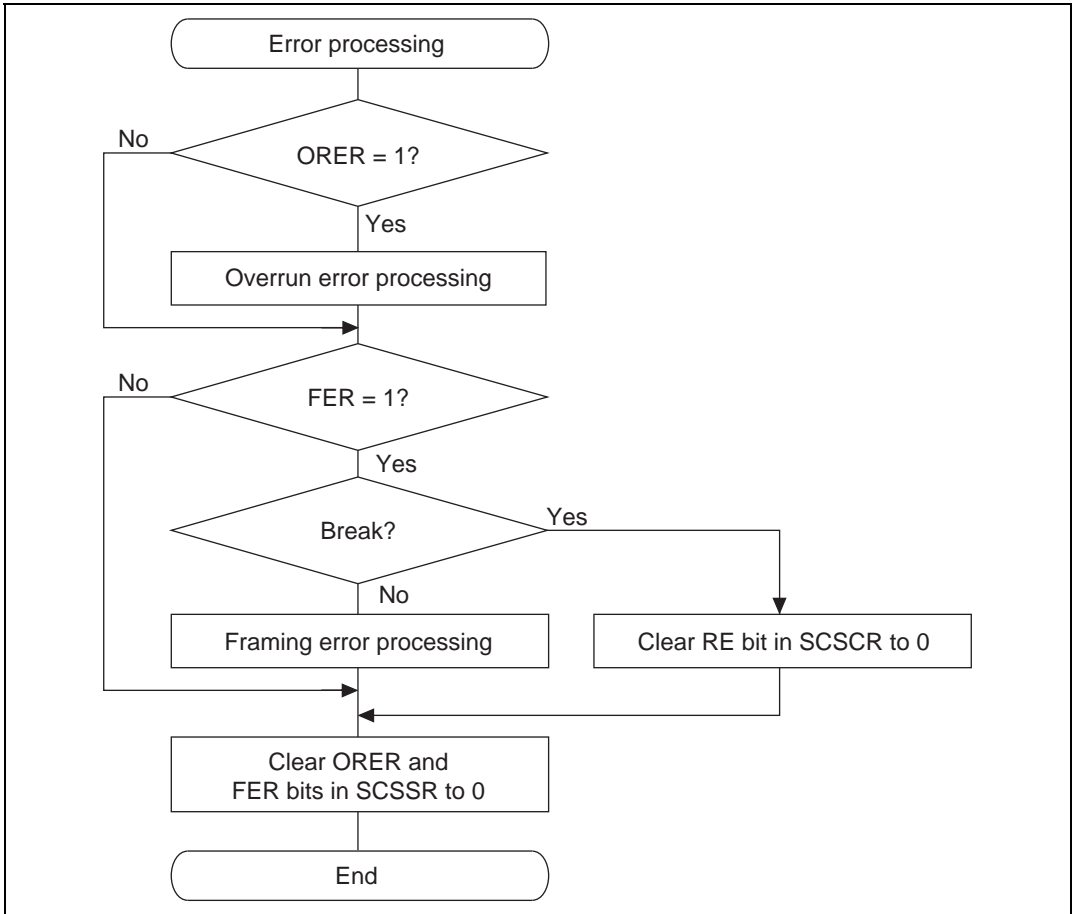 Error processing
No
ORER = 1?
Yes
Overrun error processing
No
FER = 1?
Yes
Break?
Yes
No
Framing error processing
Clear RE bit in SCSCR to 0
Clear ORER and
FER bits in SCSSR to 0
End